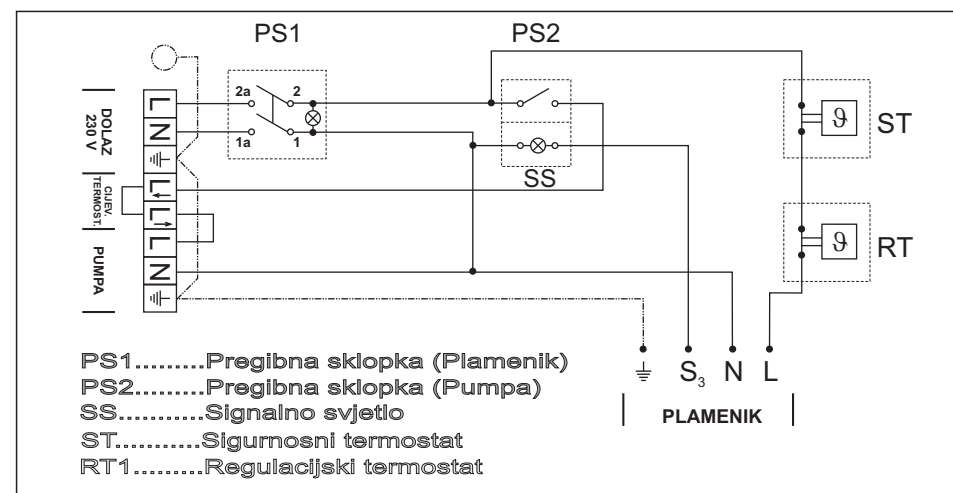 PS1
PS2
2a
2
1a
1
DOLAZ
230 V
L
N
CIJEV.
TERMOST.
L
L
PUMPA
L
N
SS
ϑ
ST
ϑ
RT
S₃ N L
PLAMENIK
PS1.........Pregibna sklopka (Plamenik)
PS2.........Pregibna sklopka (Pumpa)
SS...........Signalno svjetlo
ST...........Sigurnosni termostat
RT1.........Regulacijski termostat